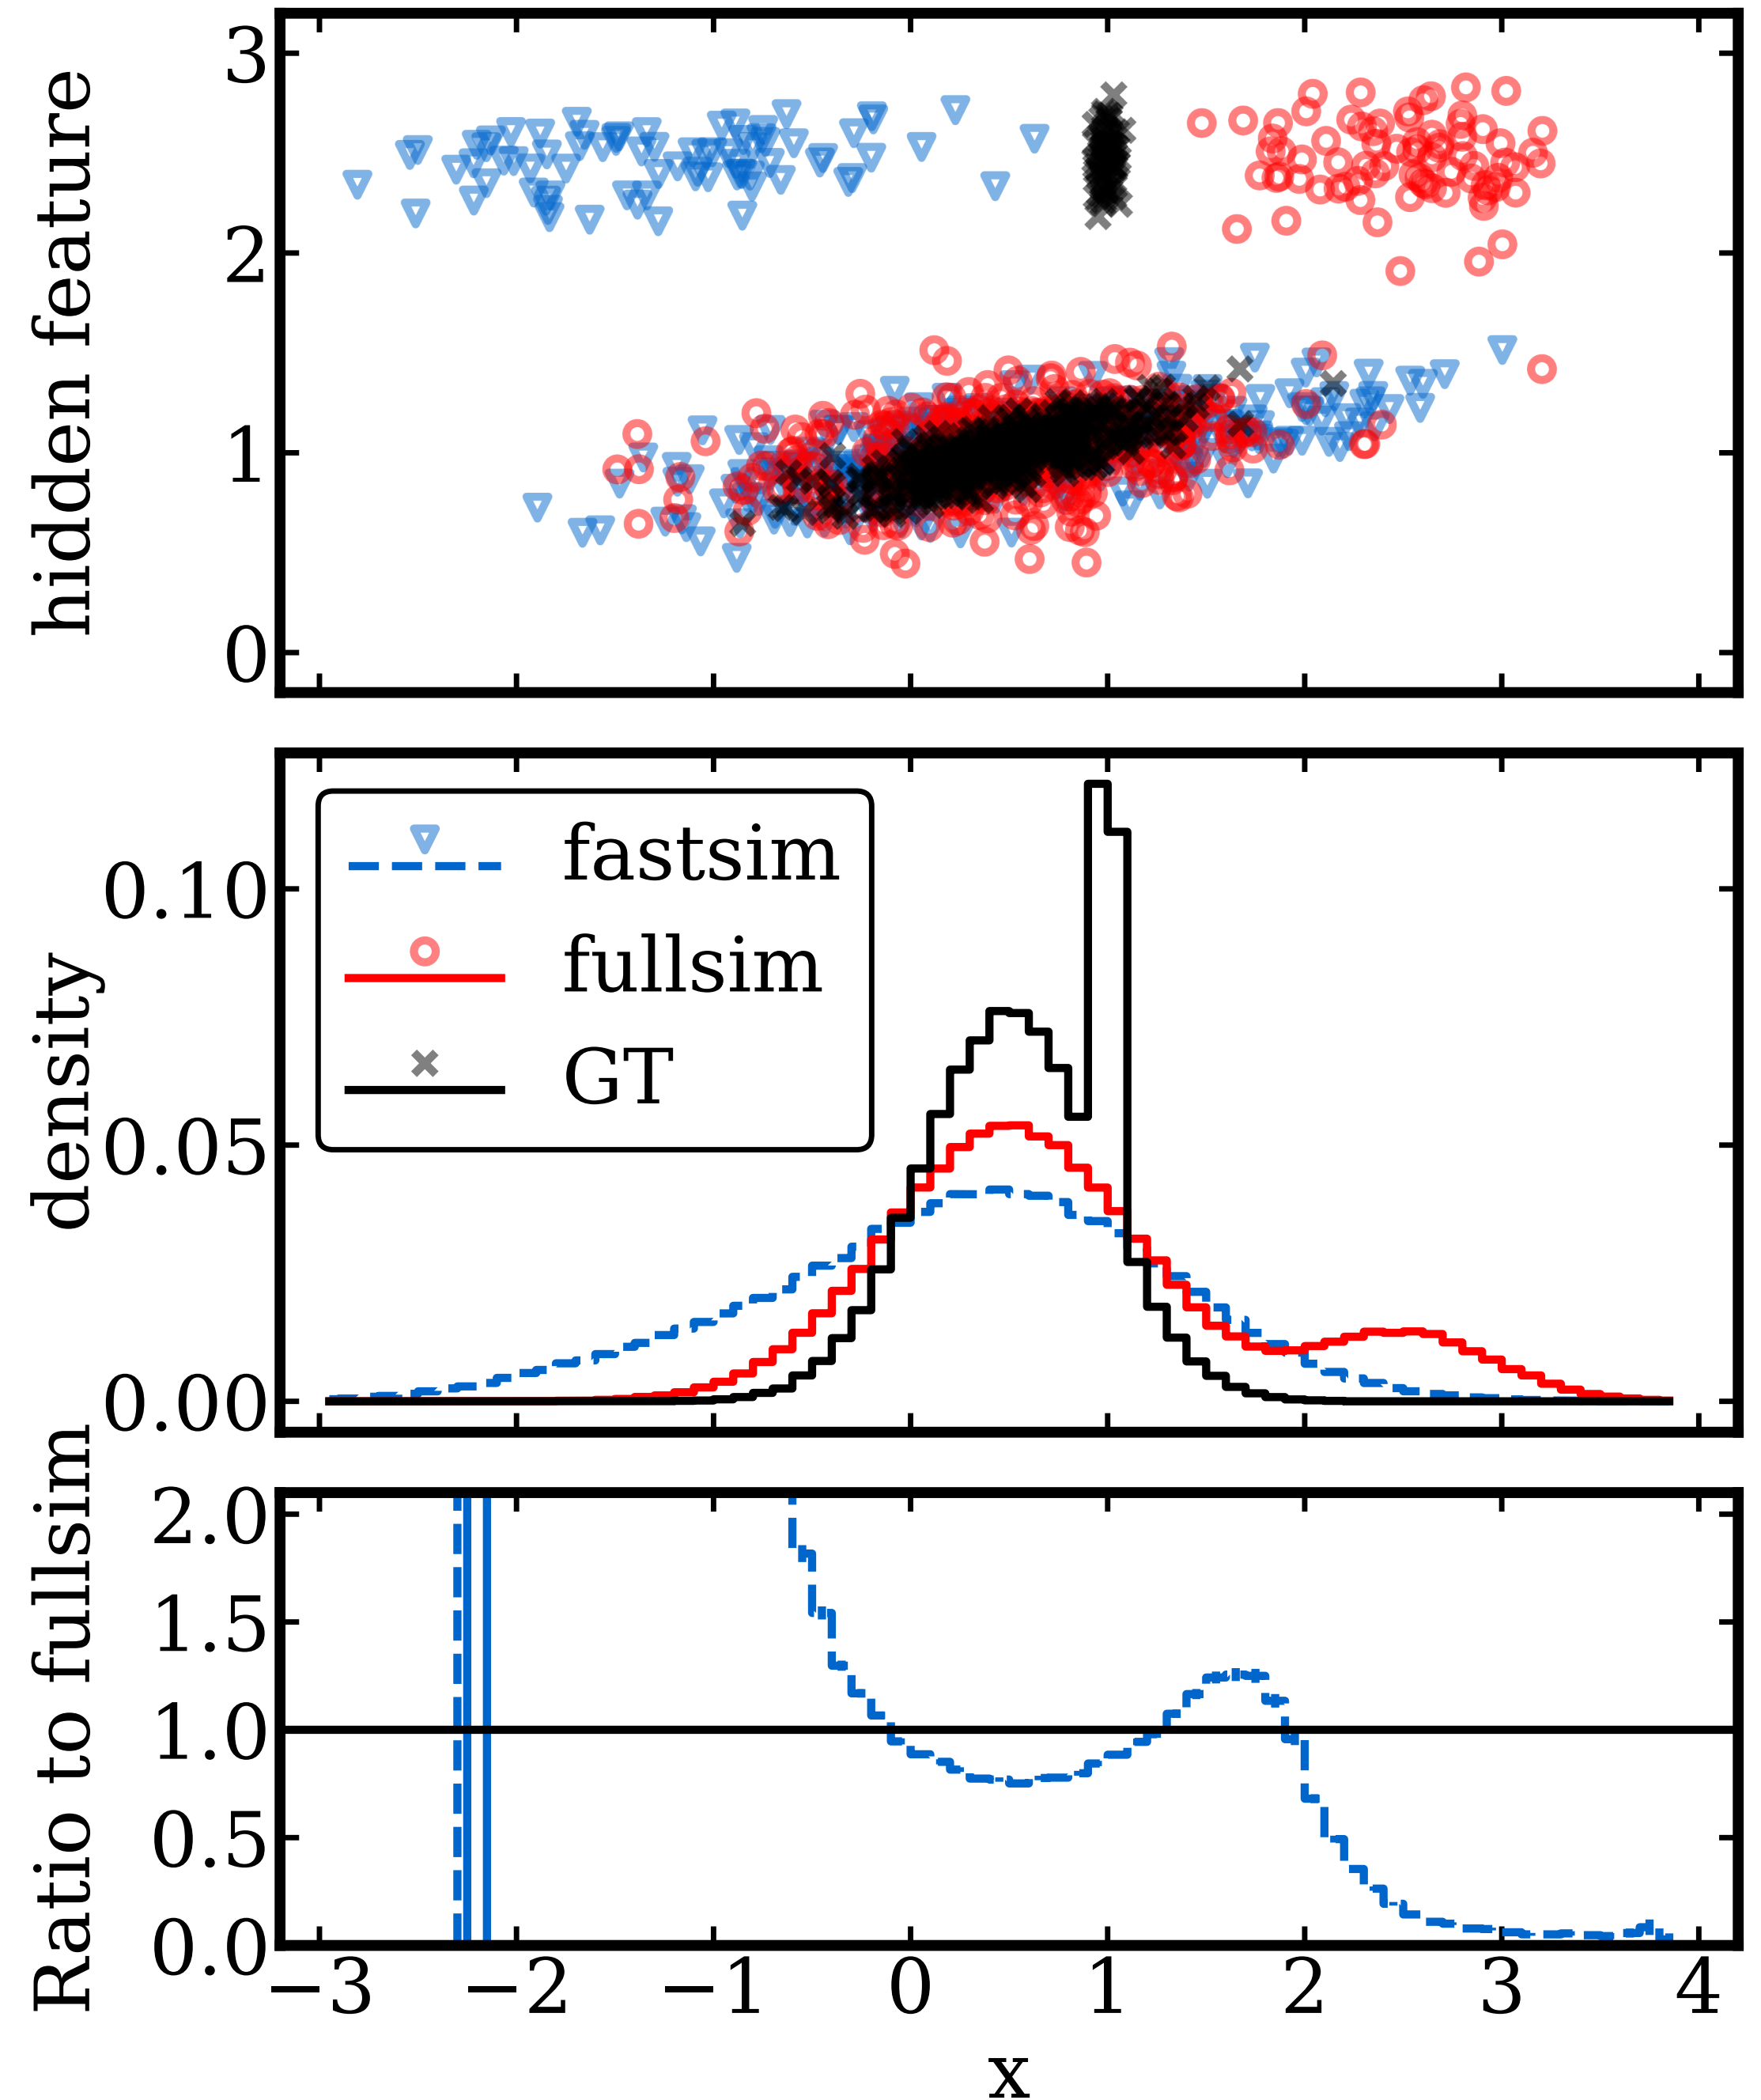 hidden feature
3
2
1
0
density
0.10
0.05
0.00
fastsim
fullsim
GT
Ratio to fullsim
2.0
1.5
1.0
0.5
0.0
−3 −2 −1 0 1 2 3 4
x